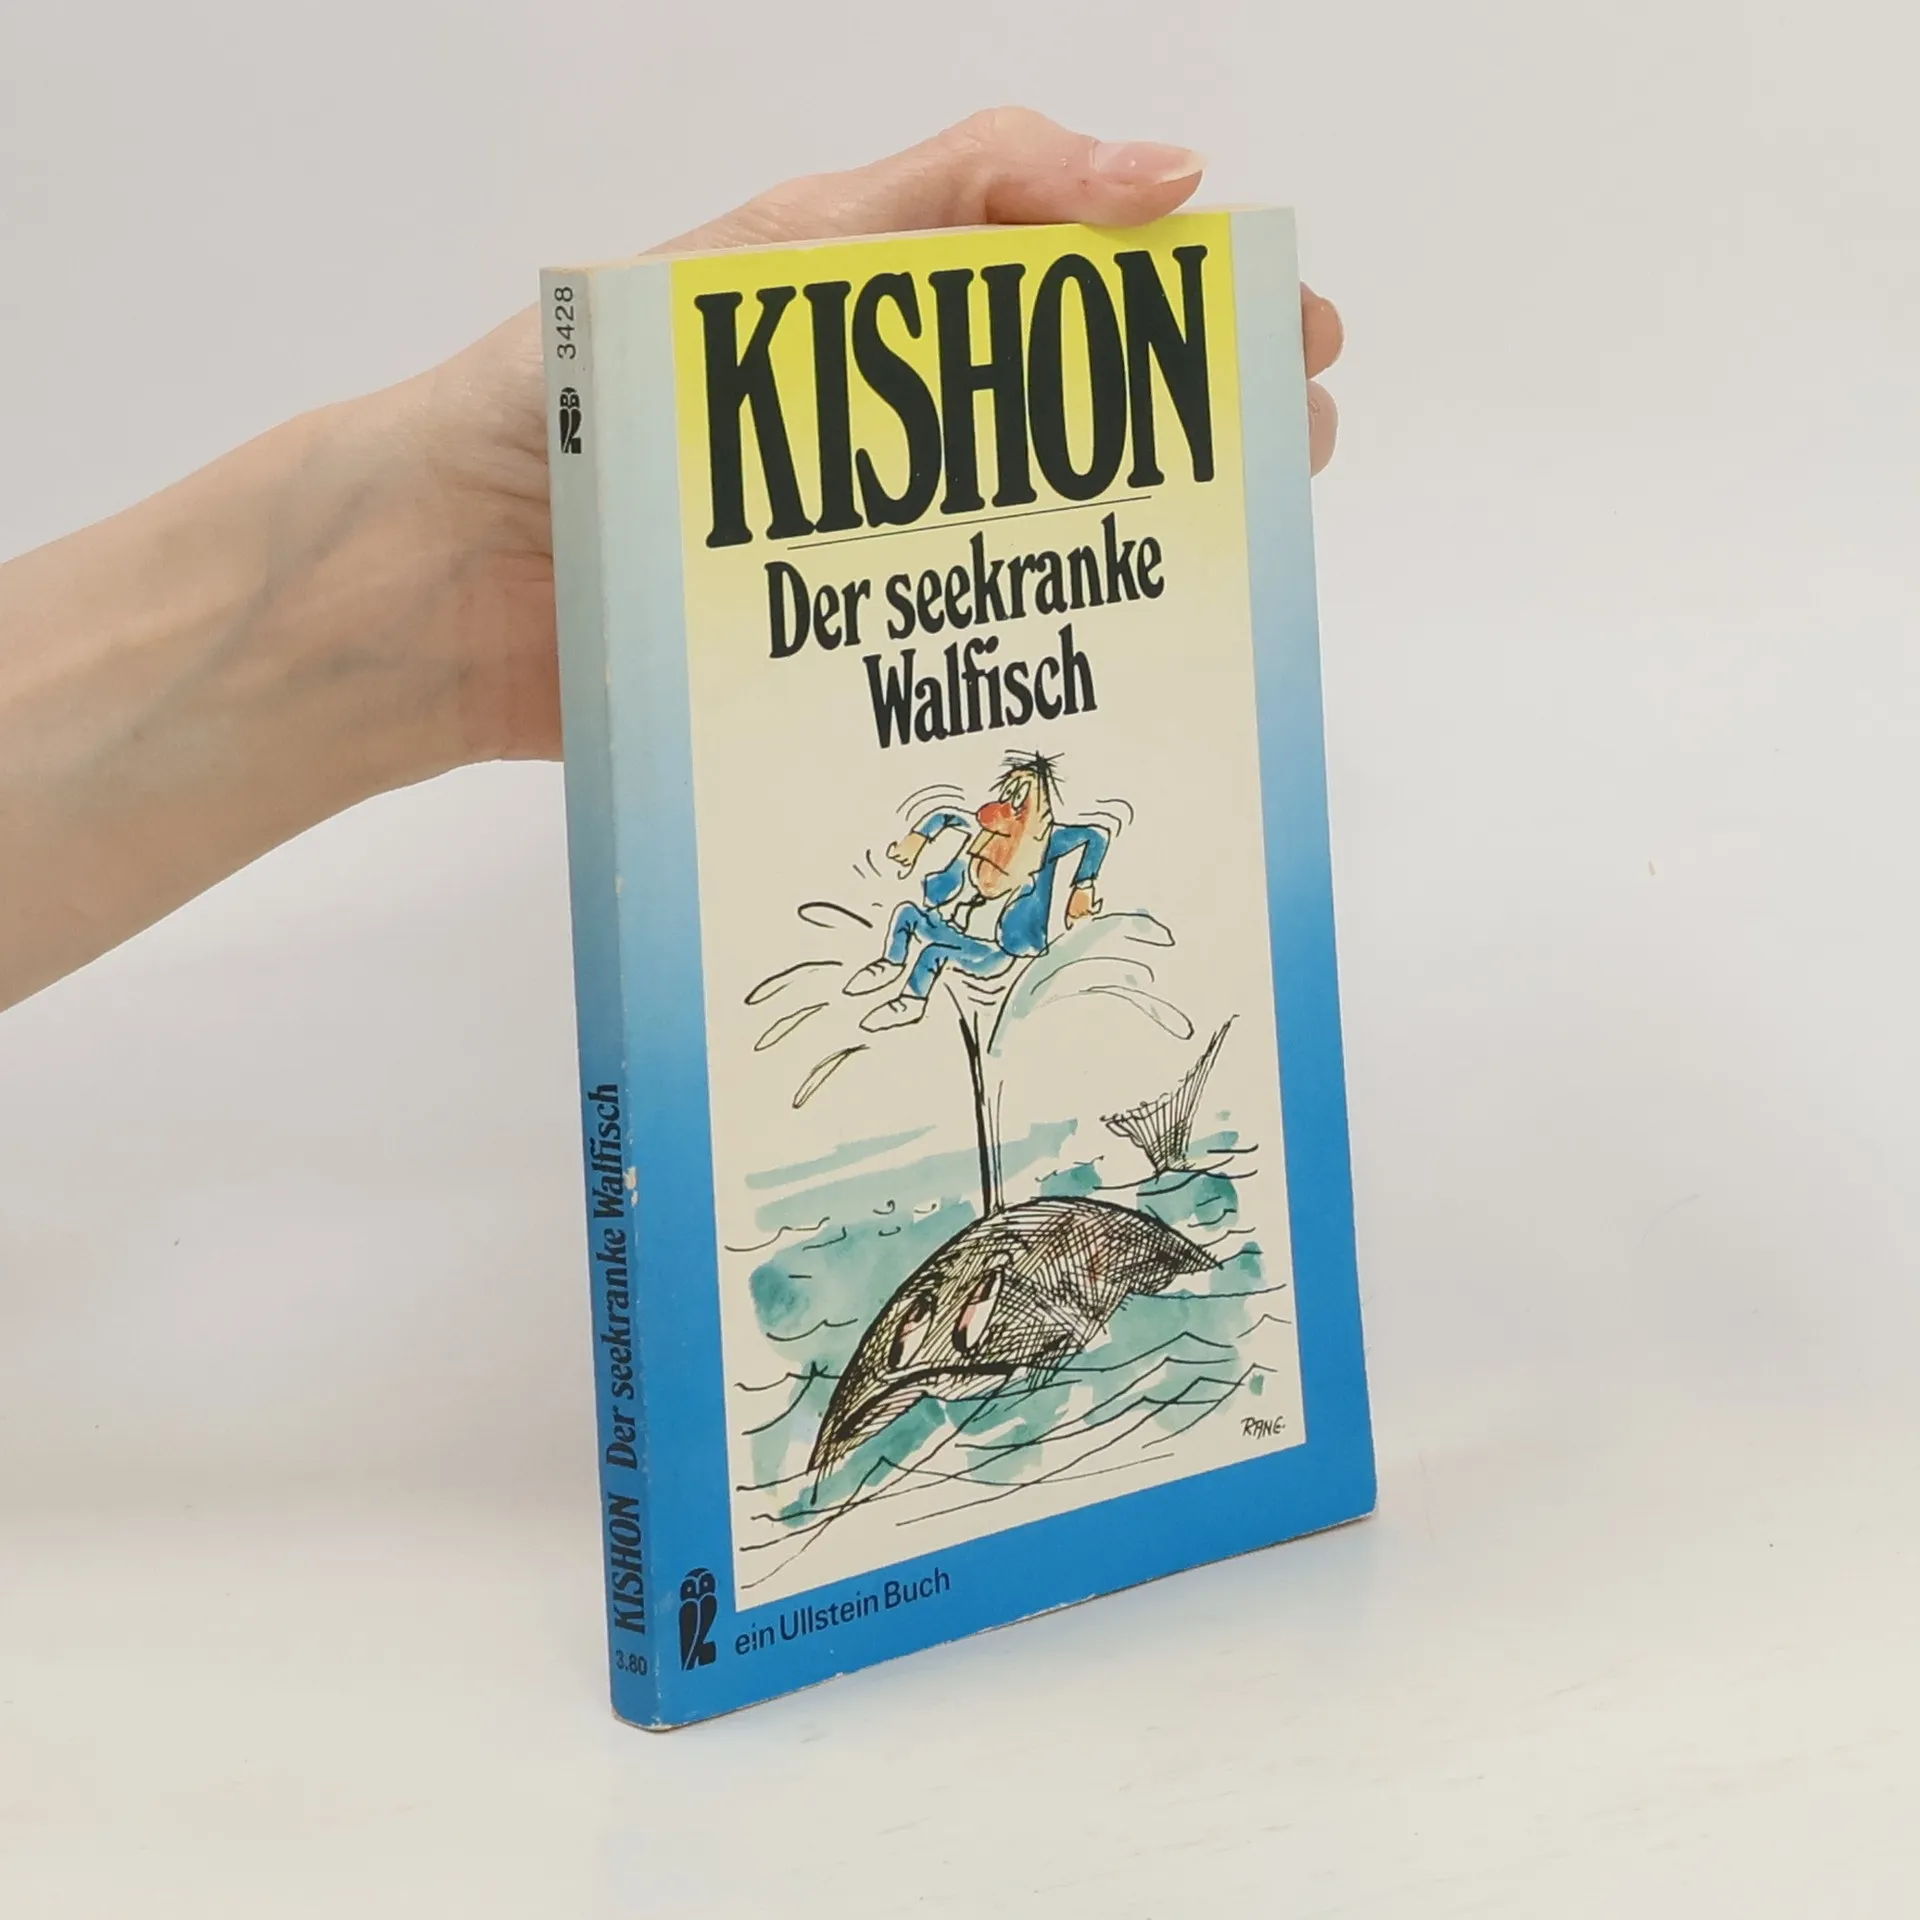 KISHON
Der seekranke
Walfisch
RANE.
ein Ullstein Buch
3428
3.80 KISHON Der seekranke Walfisch